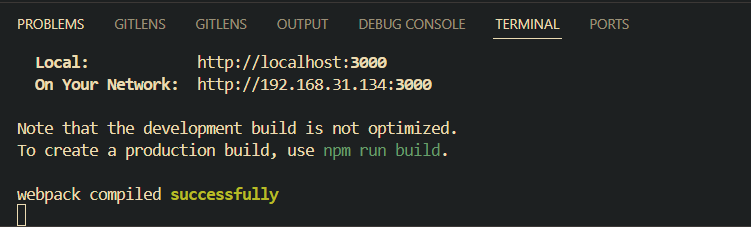 PROBLEMS GITLENS GITLENS OUTPUT DEBUG CONSOLE TERMINAL PORTS
Local: http://localhost:3000
On Your Network: http://192.168.31.134:3000
Note that the development build is not optimized.
To create a production build, use npm run build.
webpack compiled successfully